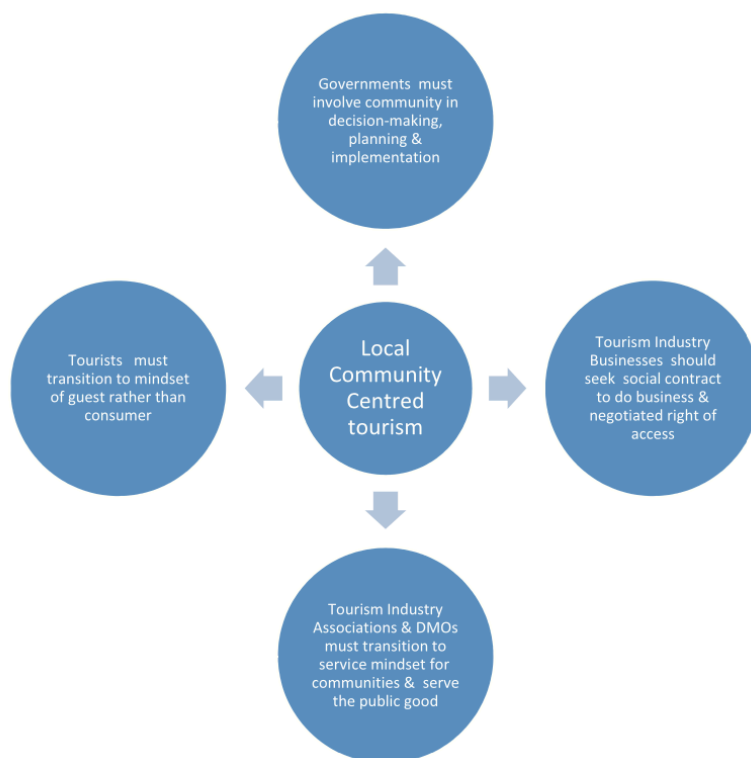 Governments must
involve community in
decision-making,
planning &
implementation
Tourists must
transition to mindset
of guest rather than
consumer
Local
Community
Centred
tourism
Tourism Industry
Businesses should
seek social contract
to do business &
negotiated right of
access
Tourism Industry
Associations & DMOs
must transition to
service mindset for
communities & serve
the public good